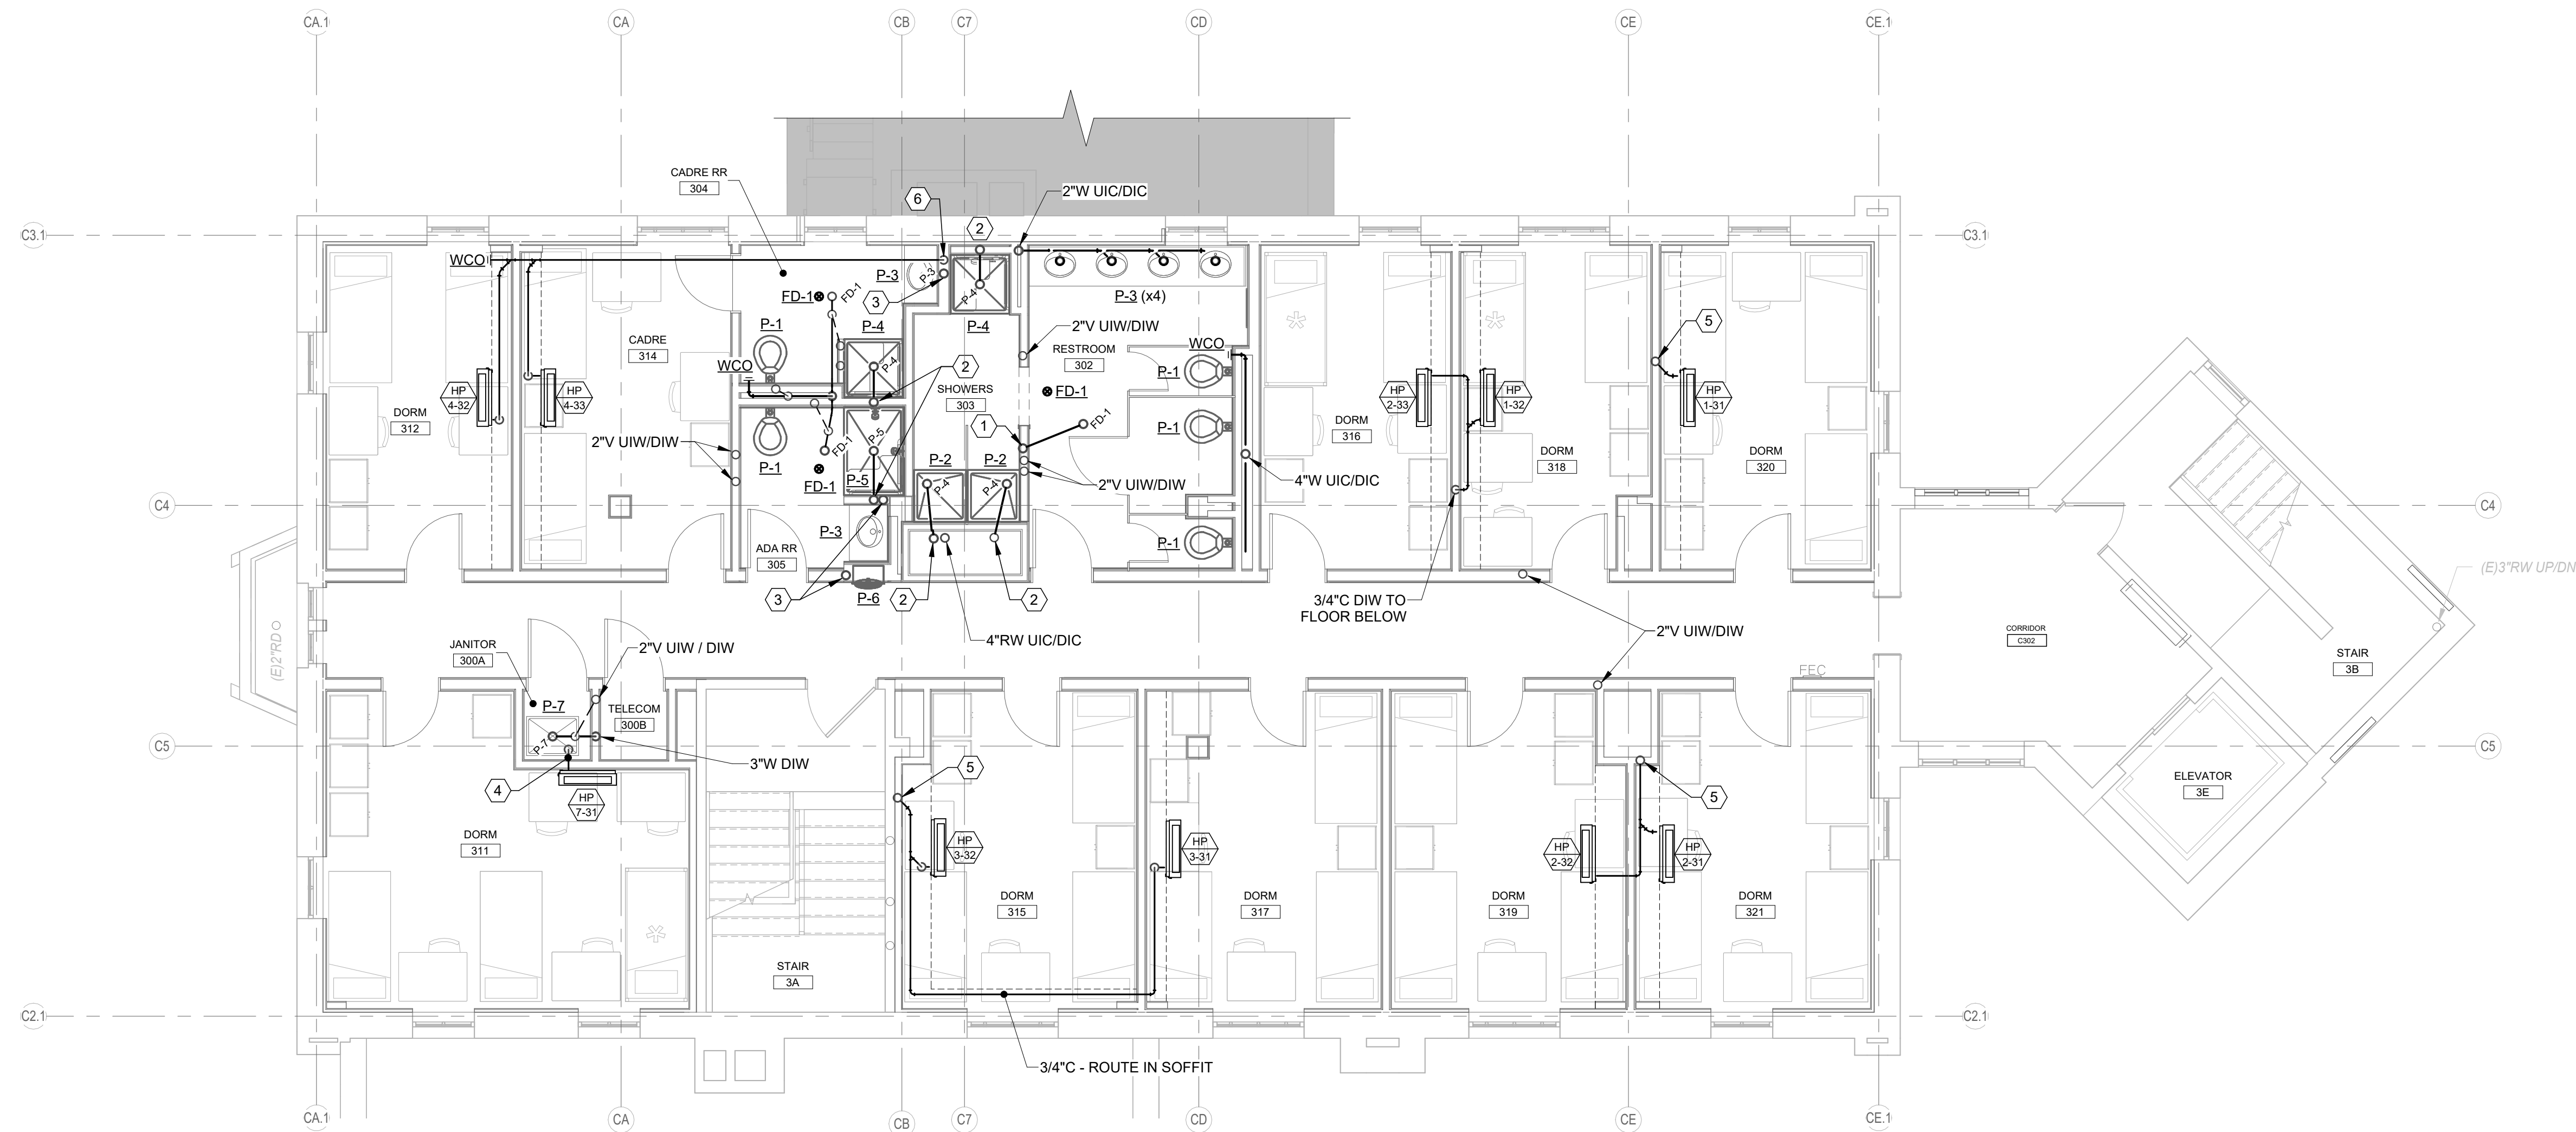 CA.1
CA
CB
C7
CD
CE
CE.1
CADRE RR
304
6
2"W UIC/DIC
2
C3.1
C3.1
WCO
P-3
P-3
3
P-4
P-4
P-3 (x4)
FD-1
FD-1
P-1
P-4
P-4
2"V UIW/DIW
RESTROOM
302
WCO
5
CADRE
314
WCO
2
SHOWERS
303
P-1
FD-1
HP
4-32
HP
4-33
HP
2-33
HP
1-32
HP
1-31
DORM
312
1
FD-1
P-1
DORM
316
DORM
318
DORM
320
2"V UIW/DIW
P-1
FD-1
FD-1
P-5
P-5
P-2
P-2
P-4
P-4
2"V UIW/DIW
4"W UIC/DIC
C4
C4
P-3
P-1
ADA RR
305
3
P-6
2
2
3/4"C DIW TO
FLOOR BELOW
(E)3"RW UP/DN
4"RW UIC/DIC
2"V UIW/DIW
CORRIDOR
C302
(E)2"RD
JANITOR
300A
2"V UIW / DIW
STAIR
3B
FEC
P-7
TELECOM
300B
P-7
C5
C5
3"W DIW
5
5
4
HP
7-31
ELEVATOR
3E
DORM
311
HP
3-32
HP
3-31
HP
2-32
HP
2-31
DORM
315
DORM
317
DORM
319
DORM
321
STAIR
3A
C2.1
C2.1
3/4"C - ROUTE IN SOFFIT
CA.1
CA
CB
C7
CD
CE
CE.1